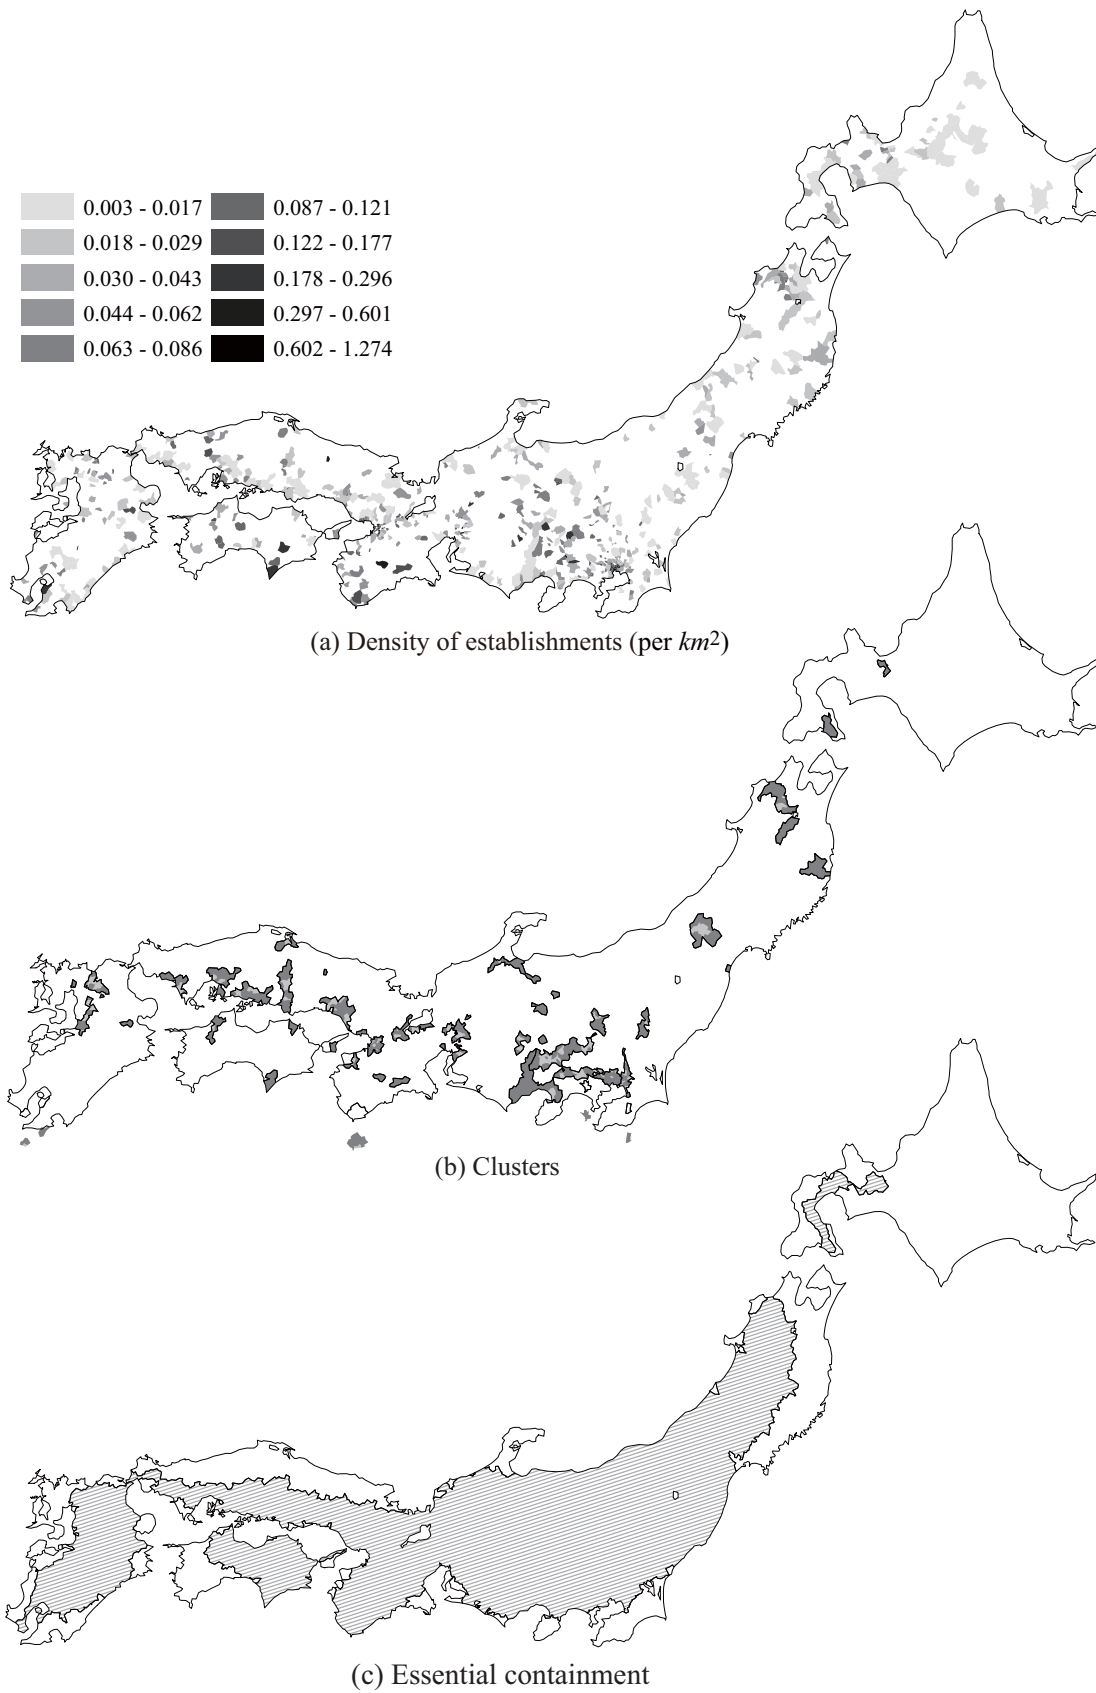 0.003 - 0.017 0.087 - 0.121
0.018 - 0.029 0.122 - 0.177
0.030 - 0.043 0.178 - 0.296
0.044 - 0.062 0.297 - 0.601
0.063 - 0.086 0.602 - 1.274
(a) Density of establishments (per km²)
(b) Clusters
(c) Essential containment